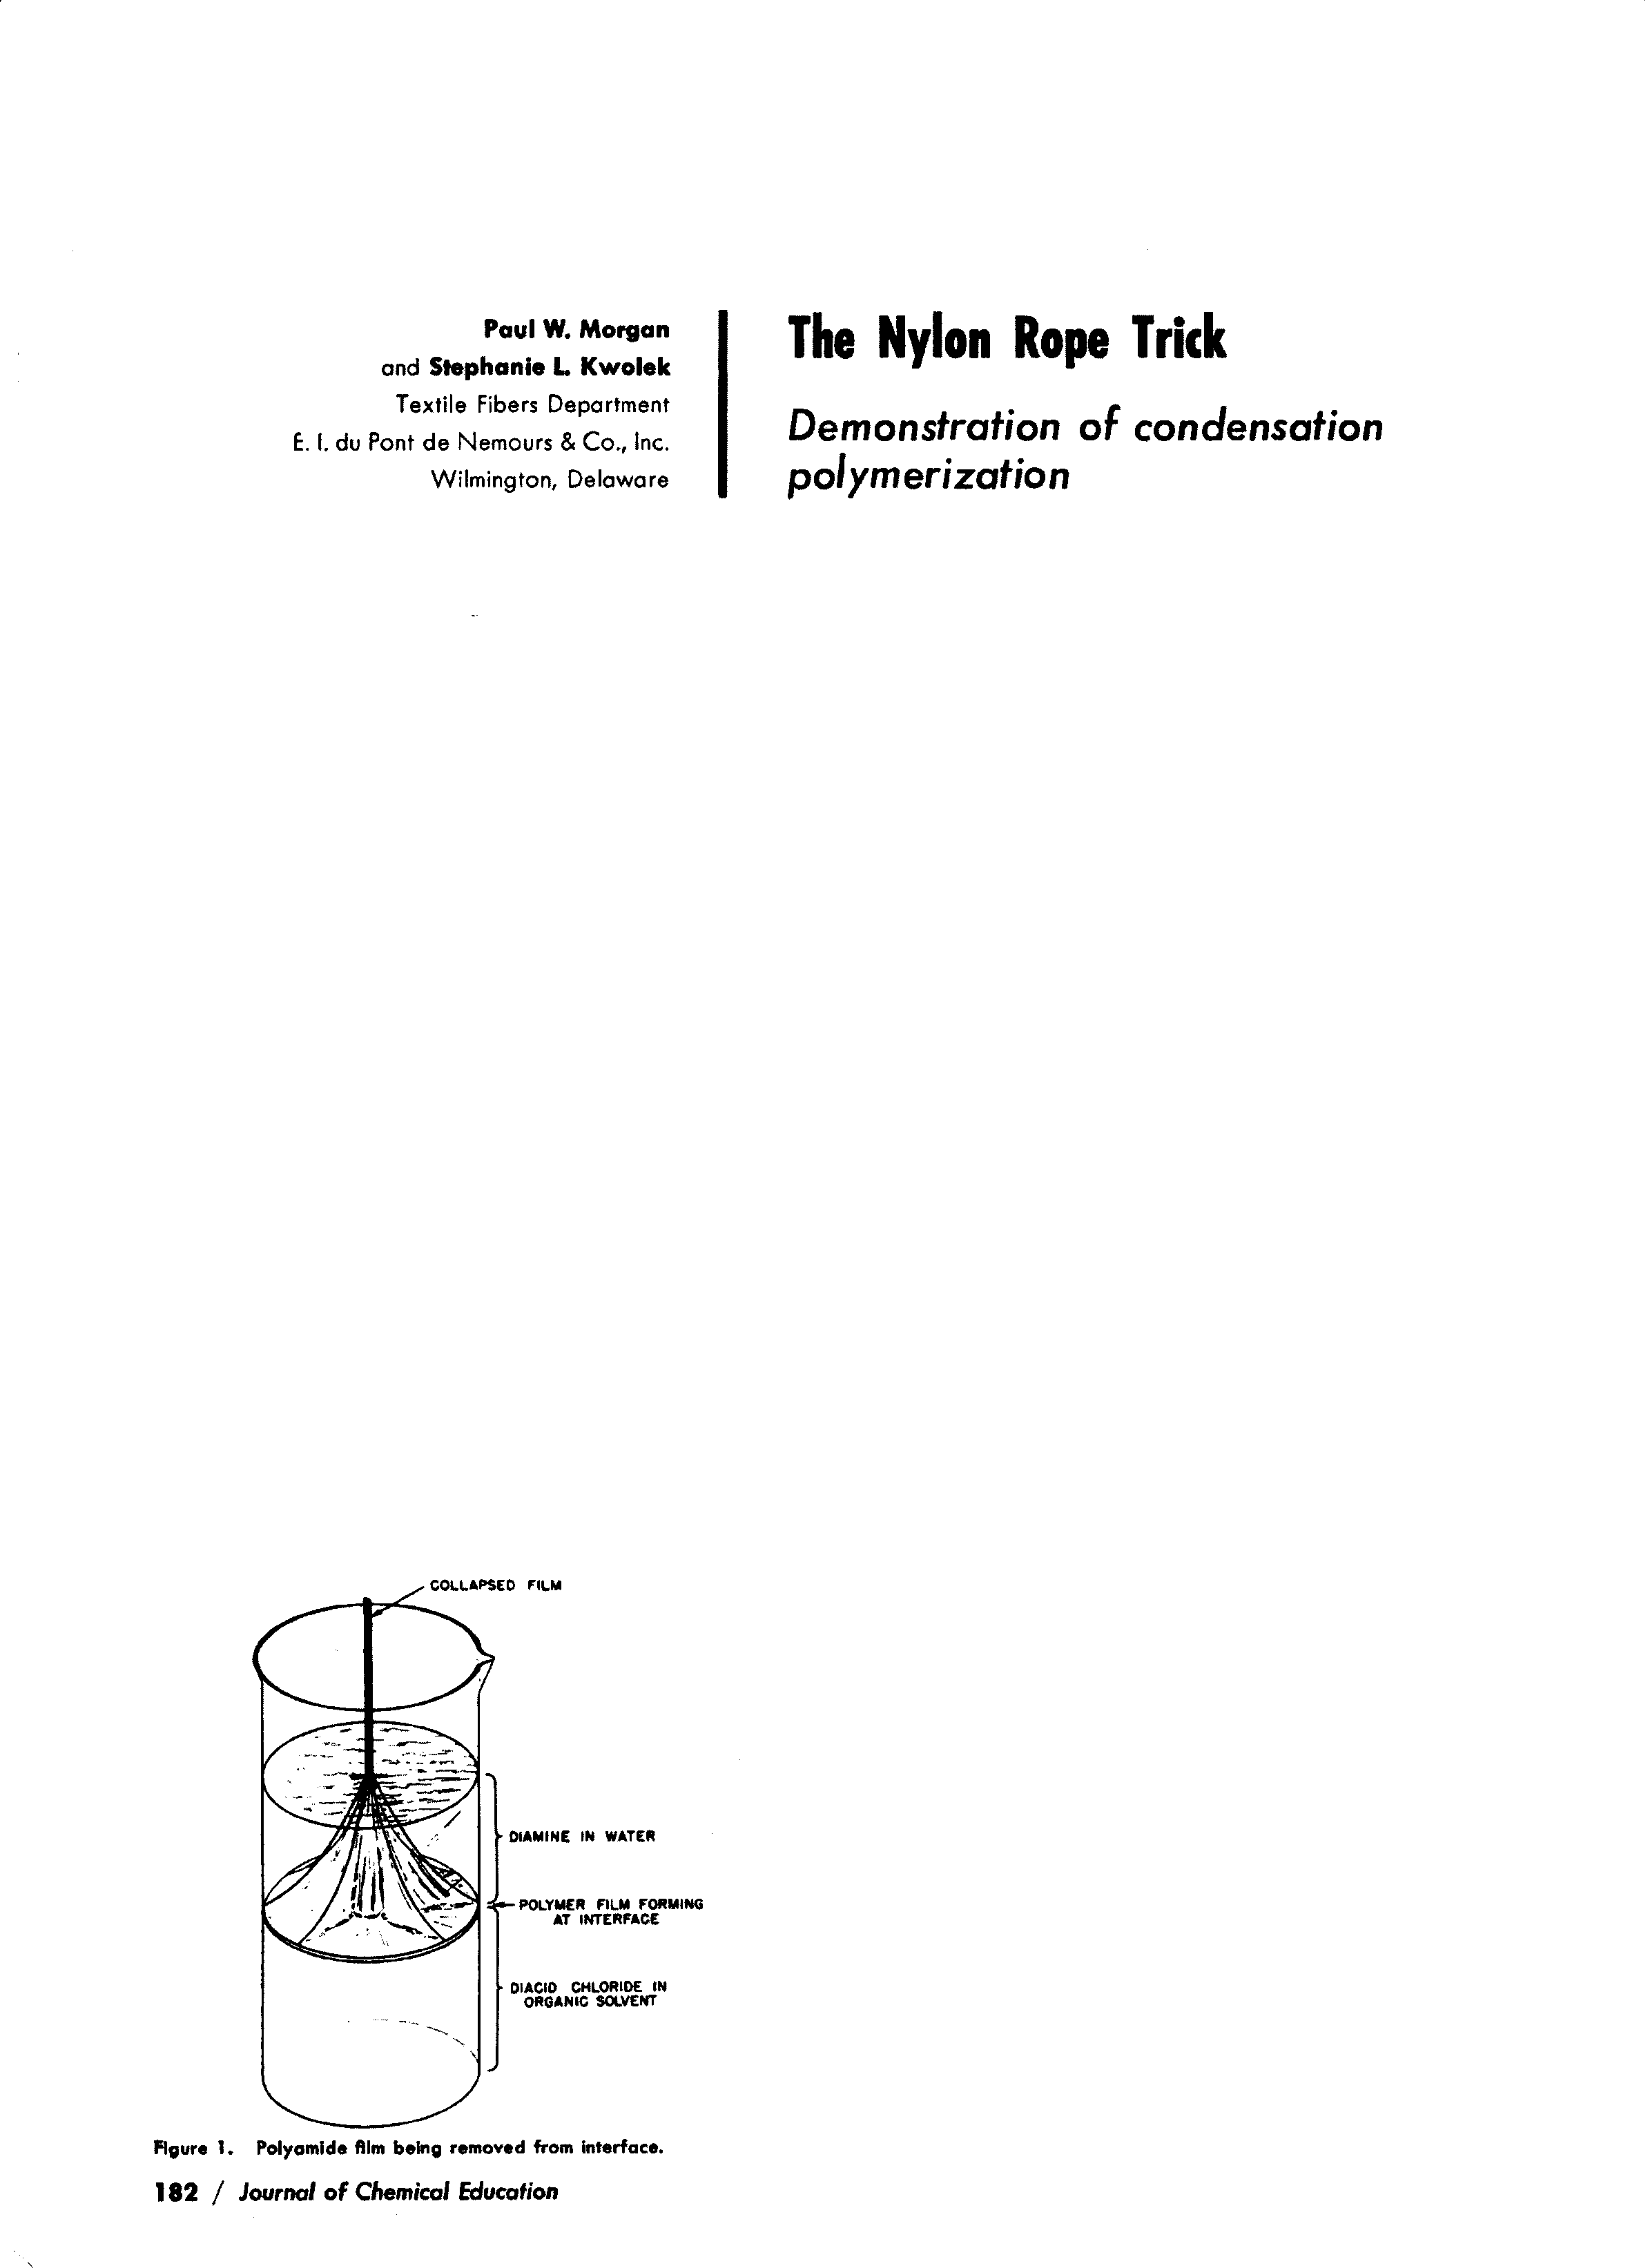 Paul W. Morgan
and Stephanie L. Kwolek
Textile Fibers Department
E. I. du Pont de Nemours & Co., Inc.
Wilmington, Delaware
The Nylon Rope Trick
Demonstration of condensation
polymerization
COLLAPSED FILM
DIAMINE IN WATER
POLYMER FILM FORMING
AT INTERFACE
DIACID CHLORIDE IN
ORGANIC SOLVENT
Figure 1. Polyamide film being removed from interface.
182 / Journal of Chemical Education